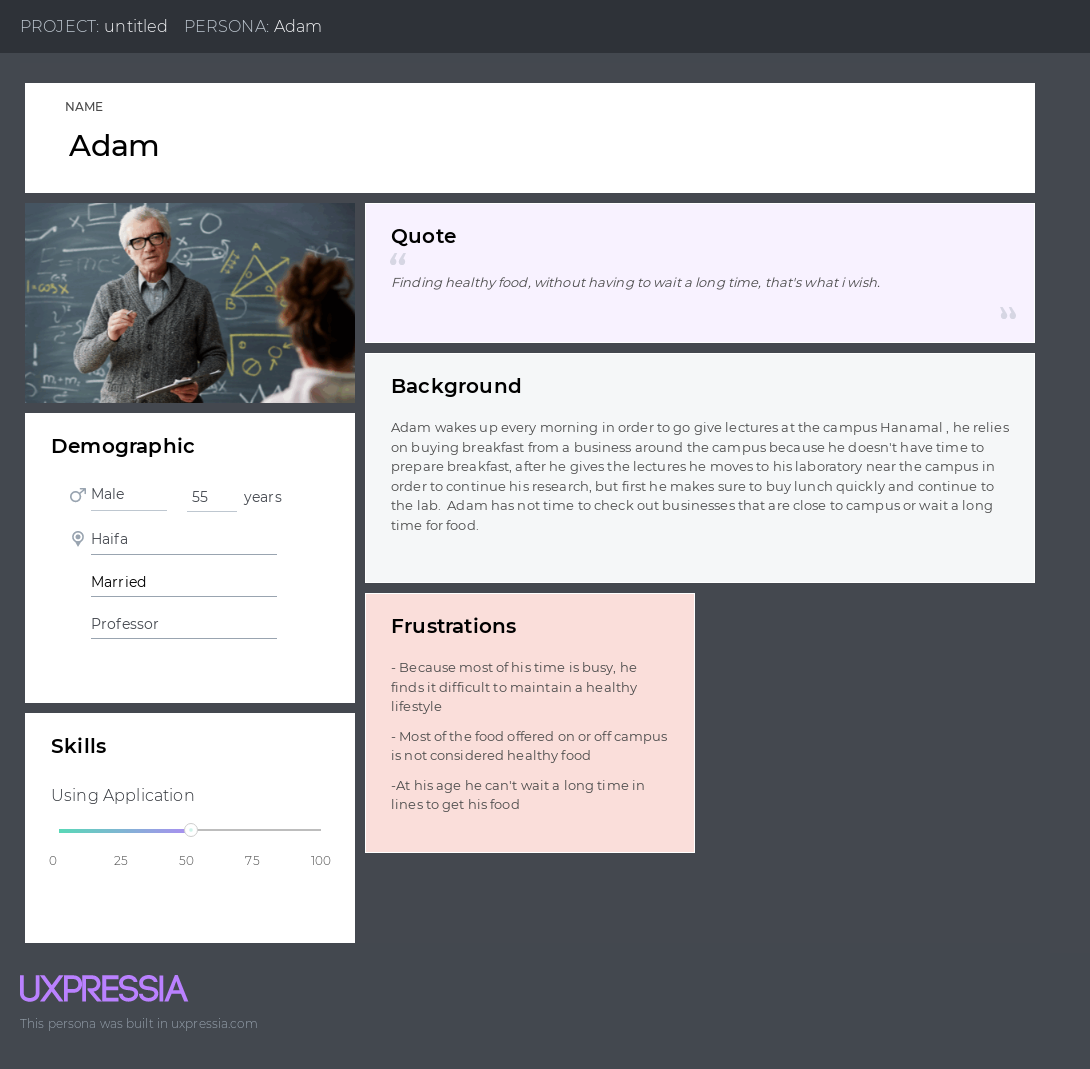 PROJECT: untitled PERSONA: Adam
NAME
Adam
Quote
“
Finding healthy food, without having to wait a long time, that's what i wish.
”
Background
Adam wakes up every morning in order to go give lectures at the campus Hanamal , he relies
on buying breakfast from a business around the campus because he doesn't have time to
prepare breakfast, after he gives the lectures he moves to his laboratory near the campus in
order to continue his research, but first he makes sure to buy lunch quickly and continue to
the lab. Adam has not time to check out businesses that are close to campus or wait a long
time for food.
Demographic
Male 55 years
Haifa
Married
Professor
Frustrations
- Because most of his time is busy, he
finds it difficult to maintain a healthy
lifestyle
- Most of the food offered on or off campus
is not considered healthy food
-At his age he can't wait a long time in
lines to get his food
Skills
Using Application
0 25 50 75 100
UXPRESSIA
This persona was built in uxpressia.com